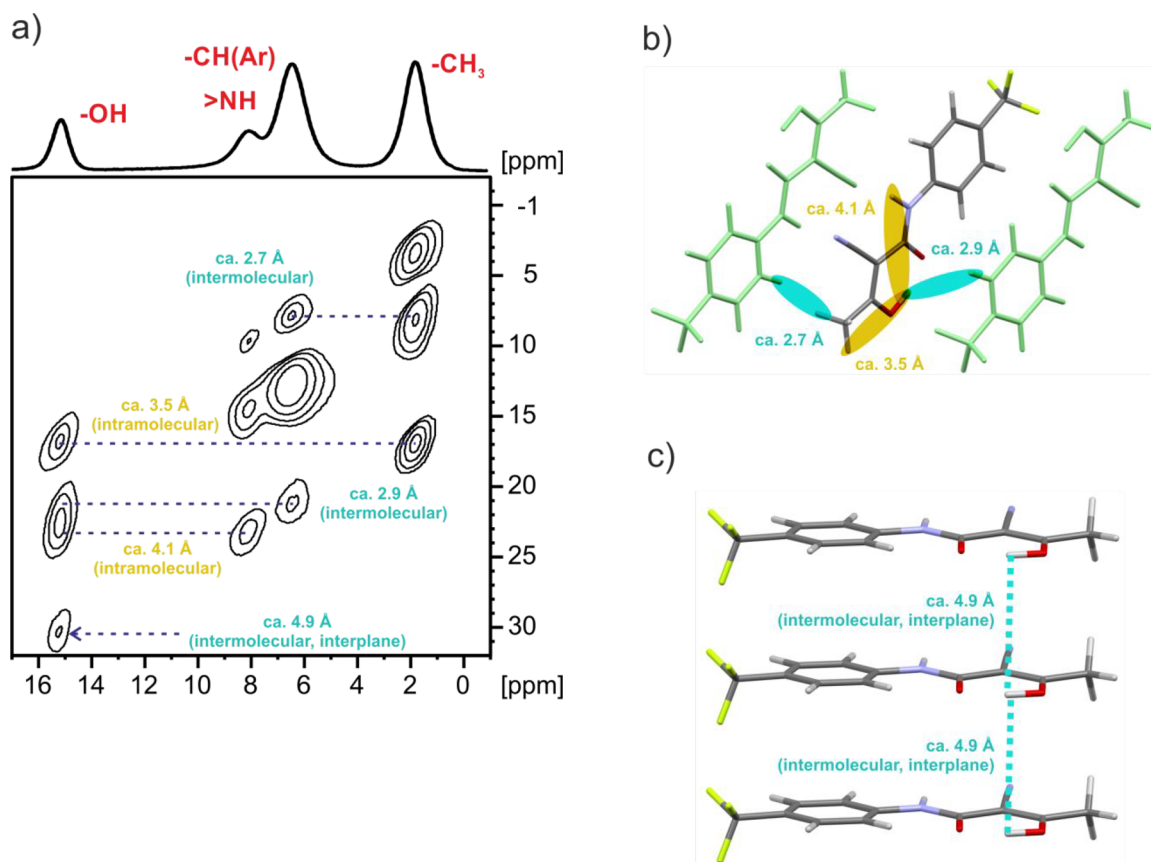 a)
-OH
-CH(Ar)
>NH
-CH₃
[ppm]
-1
5
10
15
20
25
30
ca. 2.7 Å
(intermolecular)
ca. 3.5 Å
(intramolecular)
ca. 2.9 Å
(intermolecular)
ca. 4.1 Å
(intramolecular)
ca. 4.9 Å
(intermolecular, interplane)
16 14 12 10 8 6 4 2 0 [ppm]
b)
ca. 4.1 Å
ca. 2.9 Å
ca. 2.7 Å
ca. 3.5 Å
c)
ca. 4.9 Å
(intermolecular, interplane)
ca. 4.9 Å
(intermolecular, interplane)